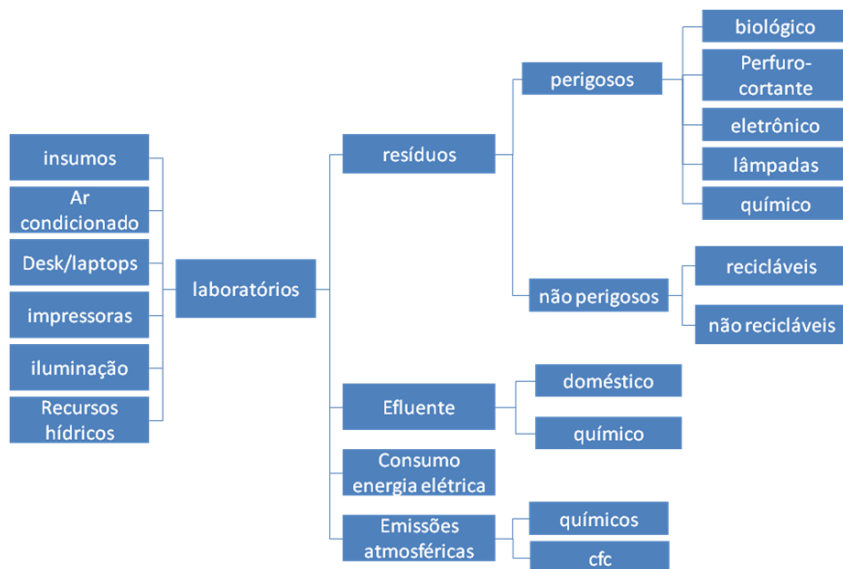 insumos
Ar
condicionado
Desk/laptops
impressoras
iluminação
Recursos
hídricos
laboratórios
resíduos
perigosos
biológico
Perfuro-
cortante
eletrônico
lâmpadas
químico
não perigosos
recicláveis
não recicláveis
Efluente
doméstico
químico
Consumo
energia elétrica
Emissões
atmosféricas
químicos
cfc